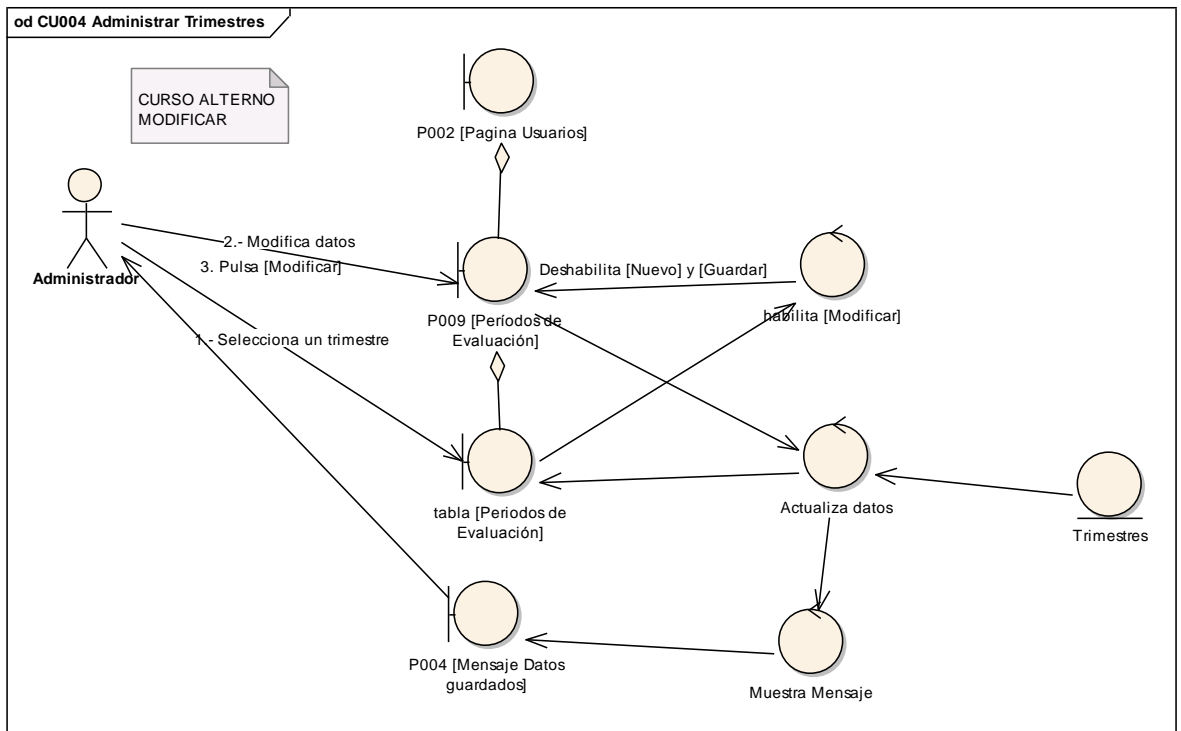 od CU004 Administrar Trimestres
CURSO ALTERNO
MODIFICAR
P002 [Pagina Usuarios]
Administrador
2.- Modifica datos
3. Pulsa [Modificar]
Deshabilita [Nuevo] y [Guardar]
habilita [Modificar]
P009 [Períodos de
Evaluación]
1.- Selecciona un trimestre
tabla [Periodos de
Evaluación]
Actualiza datos
Trimestres
P004 [Mensaje Datos
guardados]
Muestra Mensaje